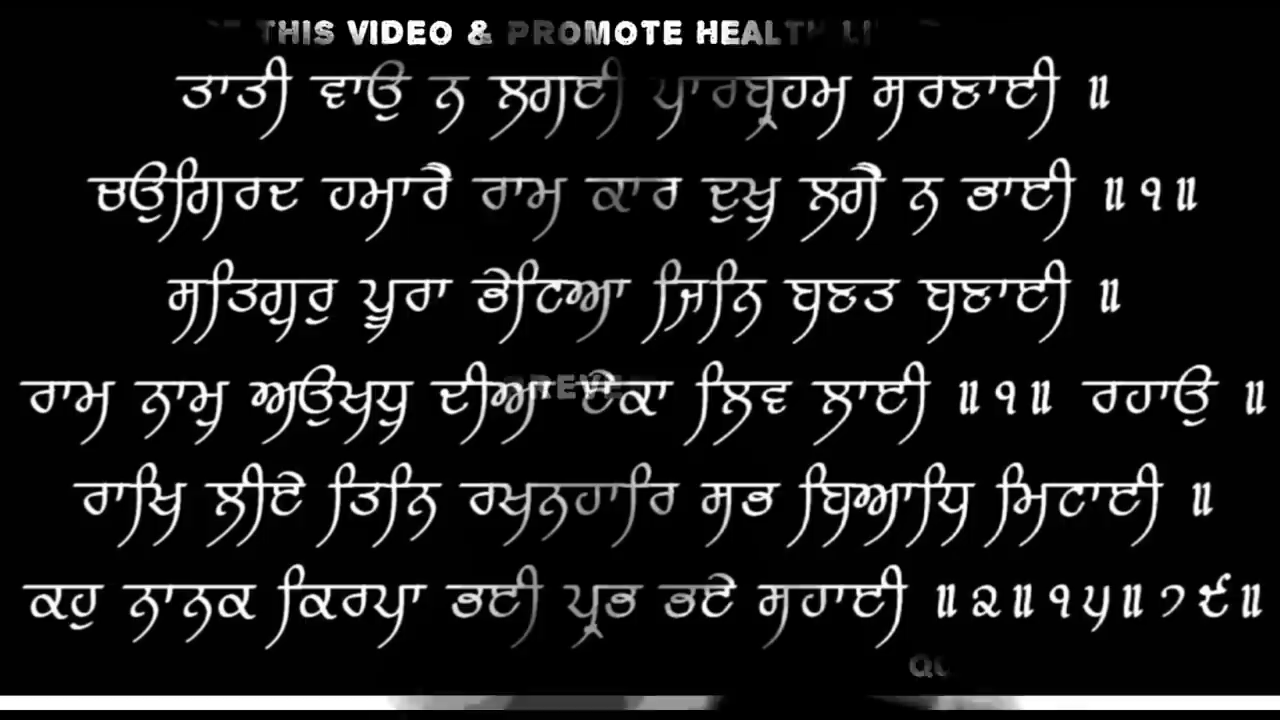 THIS VIDEO & PROMOTE HEALTH
ਤਾਤੀ ਵਾਉ ਨ ਲਗਈ ਪਾਰਬ੍ਰਹਮ ਸਰਣਾਈ ॥
ਚਉਗਿਰਦ ਹਮਾਰੈ ਰਾਮ ਕਾਰ ਦੁਖੁ ਲਗੈ ਨ ਭਾਈ ॥੧॥
ਸਤਿਗੁਰੁ ਪੂਰਾ ਭੇਟਿਆ ਜਿਨਿ ਬਣਤ ਬਣਾਈ ॥
ਰਾਮ ਨਾਮੁ ਅਉਖਧੁ ਦੀਆ ਏਕਾ ਲਿਵ ਲਾਈ ॥੧॥ ਰਹਾਉ ॥
ਰਾਖਿ ਲੀਏ ਤਿਨਿ ਰਖਨਹਾਰਿ ਸਭ ਬਿਆਧਿ ਮਿਟਾਈ ॥
ਕਹੁ ਨਾਨਕ ਕਿਰਪਾ ਭਈ ਪ੍ਰਭ ਭਏ ਸਹਾਈ ॥੨॥੧੫॥੭੯॥